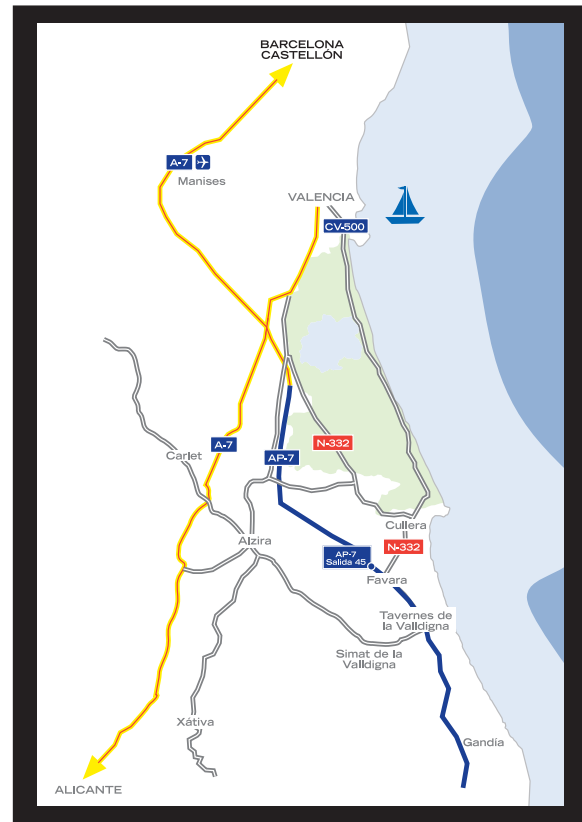 BARCELONA
CASTELLÓN
A-7
Manises
VALENCIA
CV-500
Carlet
A-7
AP-7
N-332
Cullera
Alzira
N-332
AP-7
Salida 45
Favara
Tavernes de
la Valldigna
Simat de la
Valldigna
Xátiva
Gandía
ALICANTE